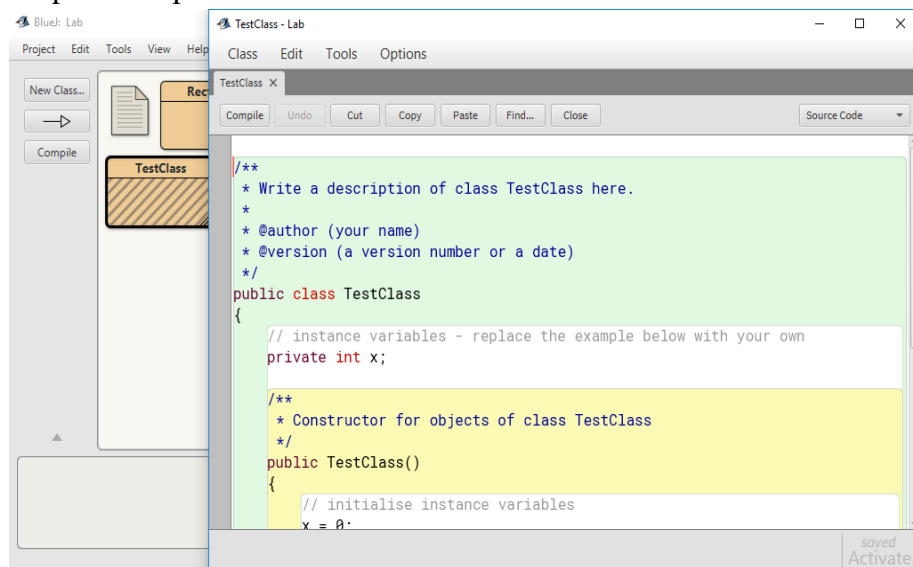 BlueJ: Lab
Project Edit Tools View Help
New Class...
Compile
Rec
TestClass
TestClass - Lab
Class Edit Tools Options
TestClass X
Compile Undo Cut Copy Paste Find... Close Source Code
/**
* Write a description of class TestClass here.
*
* @author (your name)
* @version (a version number or a date)
*/
public class TestClass
{
// instance variables - replace the example below with your own
private int x;
/**
* Constructor for objects of class TestClass
*/
public TestClass()
{
// initialise instance variables
x = 0;
saved
Activate